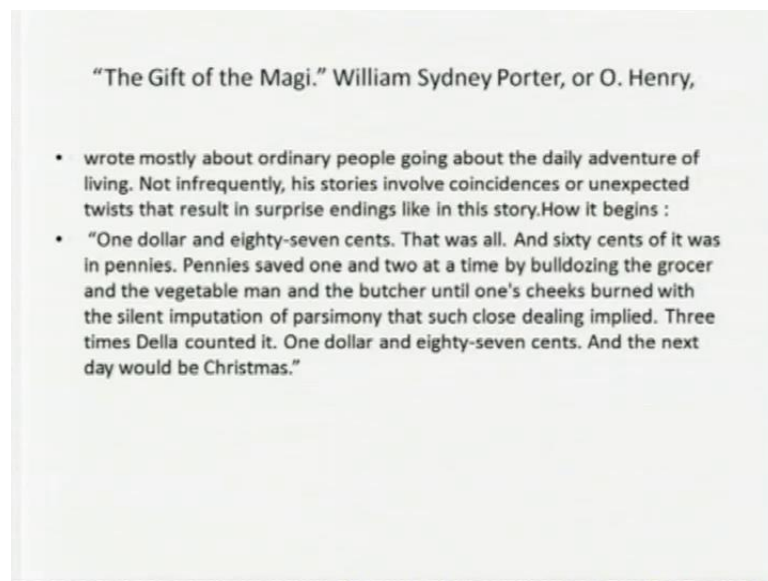 “The Gift of the Magi.” William Sydney Porter, or O. Henry,
• wrote mostly about ordinary people going about the daily adventure of
living. Not infrequently, his stories involve coincidences or unexpected
twists that result in surprise endings like in this story.How it begins :
• “One dollar and eighty-seven cents. That was all. And sixty cents of it was
in pennies. Pennies saved one and two at a time by bulldozing the grocer
and the vegetable man and the butcher until one's cheeks burned with
the silent imputation of parsimony that such close dealing implied. Three
times Della counted it. One dollar and eighty-seven cents. And the next
day would be Christmas.”